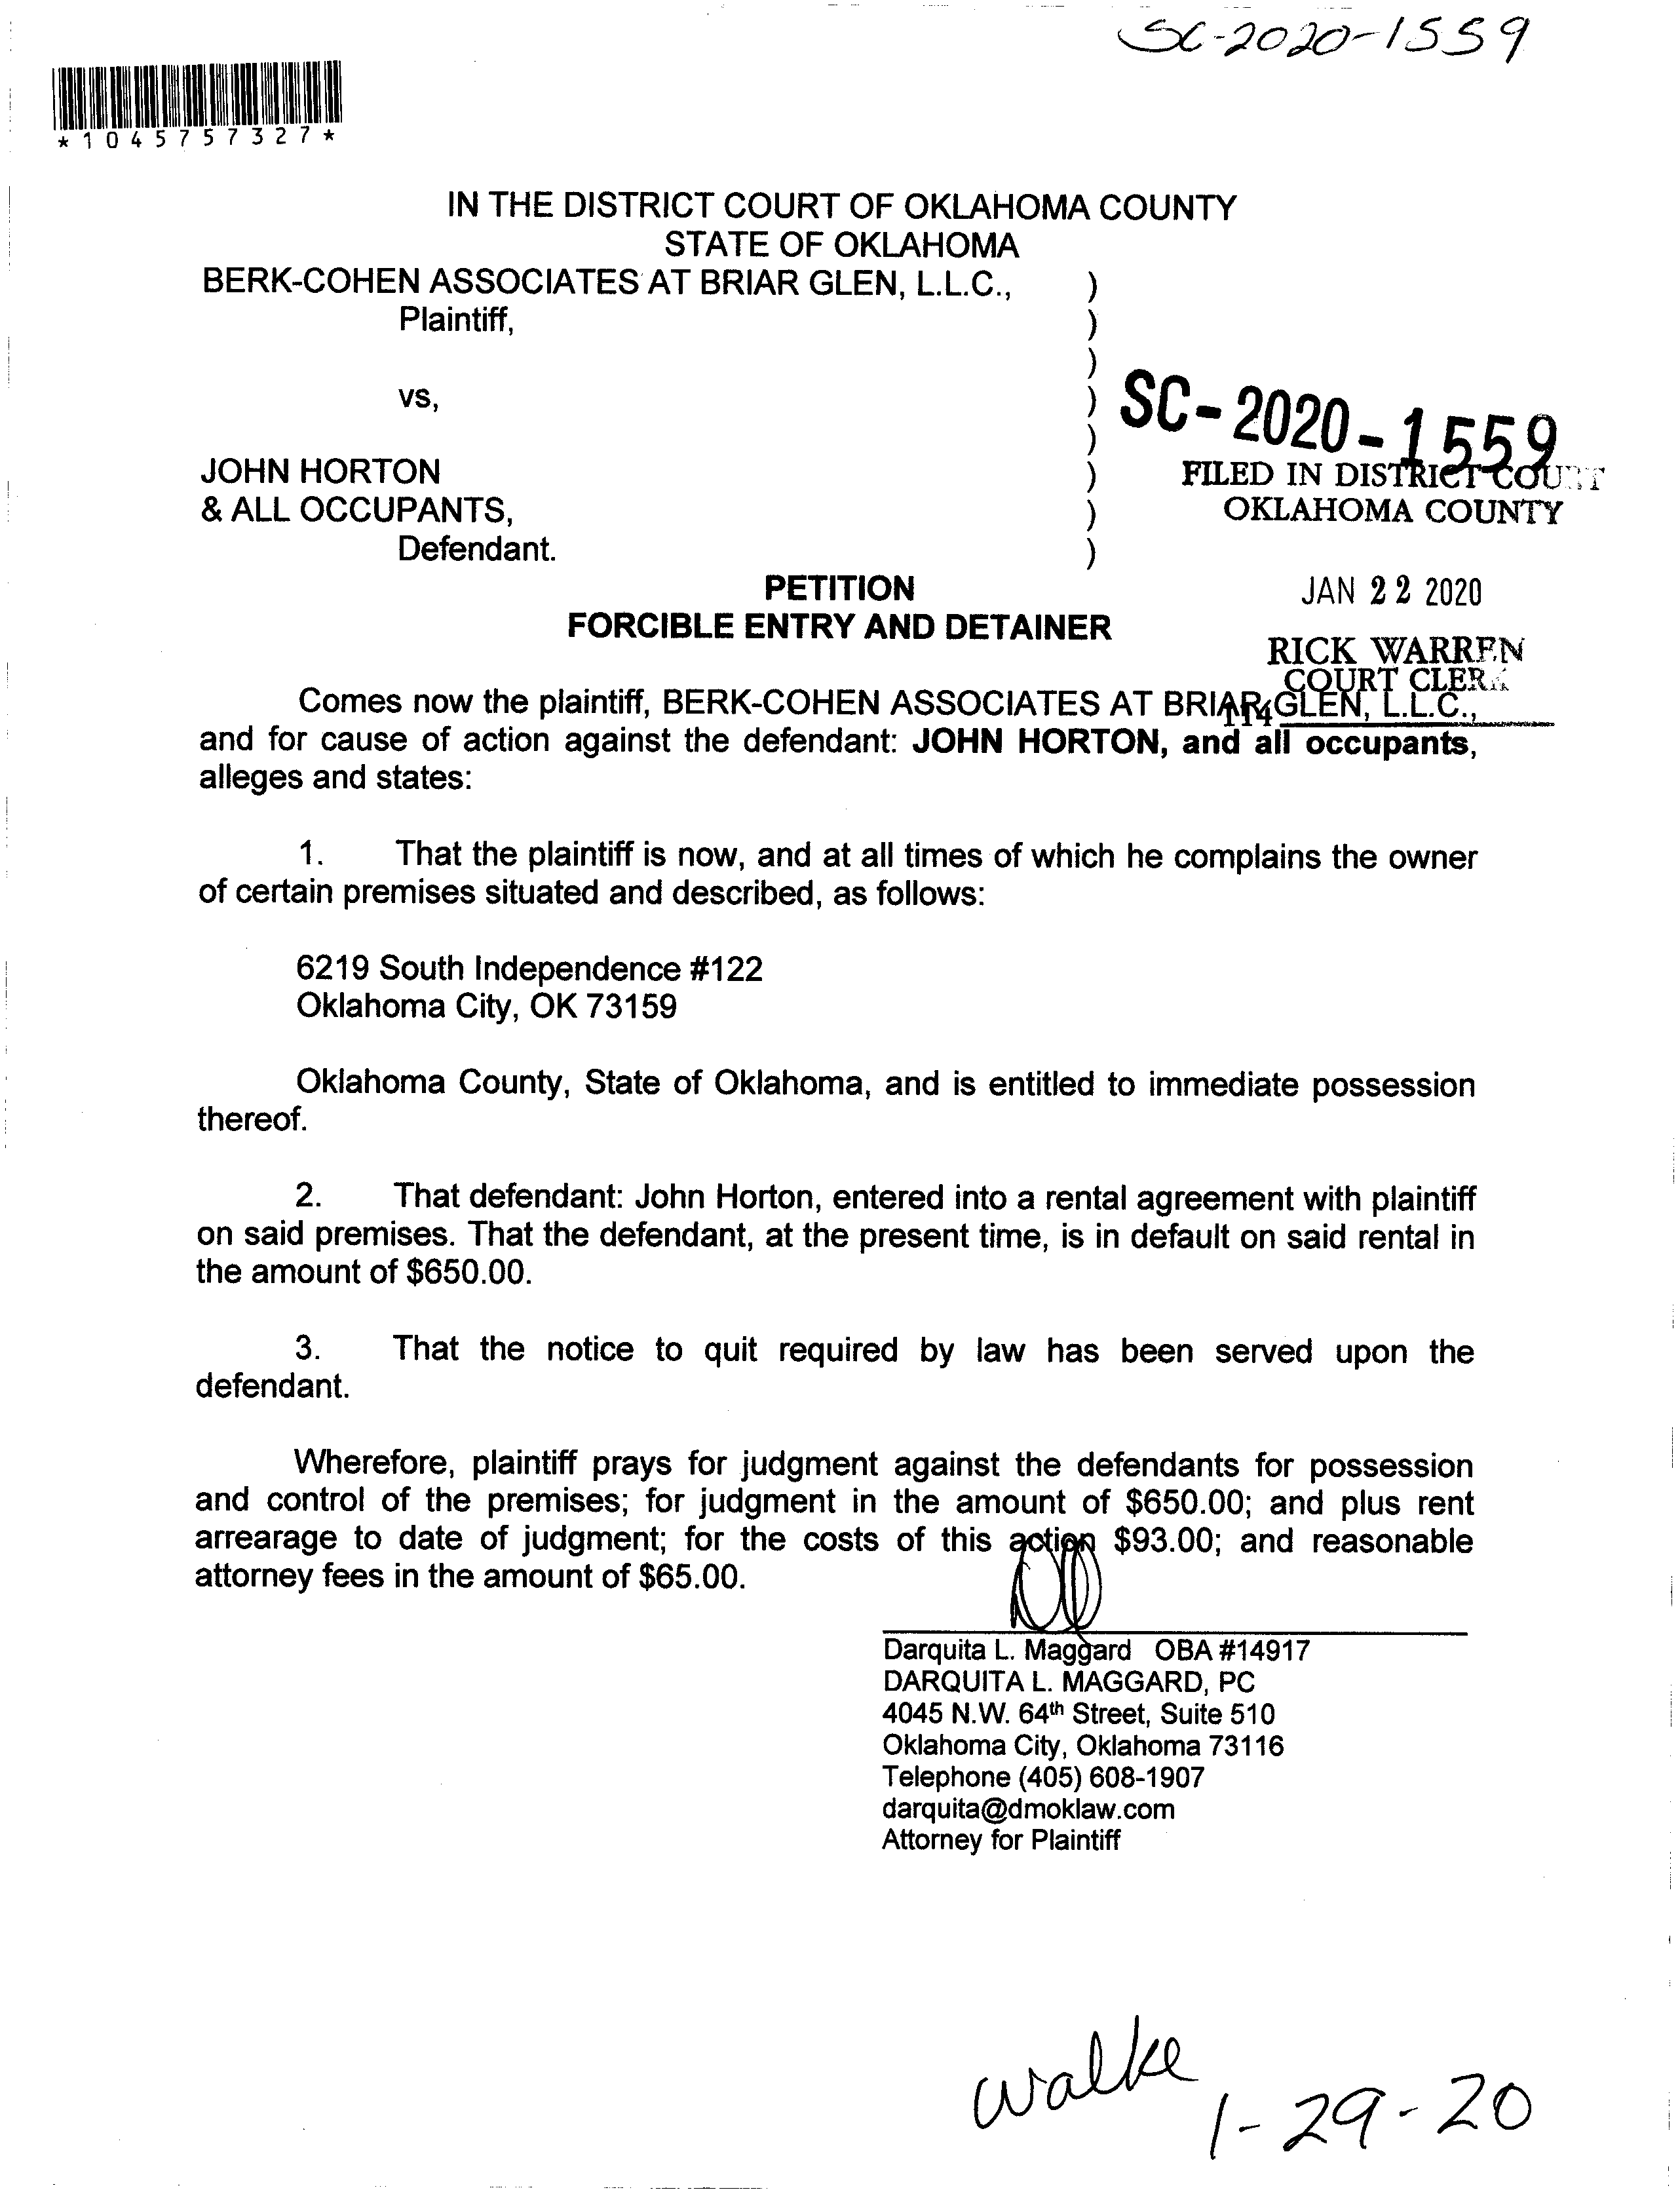 SC-2020-1559
*1045757327*
IN THE DISTRICT COURT OF OKLAHOMA COUNTY
STATE OF OKLAHOMA
BERK-COHEN ASSOCIATES AT BRIAR GLEN, L.L.C., )
Plaintiff, )
)
vs, )
SC-2020-1559
)
JOHN HORTON )
FILED IN DISTRICT COURT
& ALL OCCUPANTS, )
OKLAHOMA COUNTY
Defendant. )
PETITION
JAN 22 2020
FORCIBLE ENTRY AND DETAINER
RICK WARREN
COURT CLERK
Comes now the plaintiff, BERK-COHEN ASSOCIATES AT BRIAR GLEN, L.L.C.,
and for cause of action against the defendant: JOHN HORTON, and all occupants,
alleges and states:
1. That the plaintiff is now, and at all times of which he complains the owner
of certain premises situated and described, as follows:
6219 South Independence #122
Oklahoma City, OK 73159
Oklahoma County, State of Oklahoma, and is entitled to immediate possession
thereof.
2. That defendant: John Horton, entered into a rental agreement with plaintiff
on said premises. That the defendant, at the present time, is in default on said rental in
the amount of $650.00.
3. That the notice to quit required by law has been served upon the
defendant.
Wherefore, plaintiff prays for judgment against the defendants for possession
and control of the premises; for judgment in the amount of $650.00; and plus rent
arrearage to date of judgment; for the costs of this action $93.00; and reasonable
attorney fees in the amount of $65.00.
Darquita L. Maggard OBA #14917
DARQUITA L. MAGGARD, PC
4045 N.W. 64th Street, Suite 510
Oklahoma City, Oklahoma 73116
Telephone (405) 608-1907
darquita@dmoklaw.com
Attorney for Plaintiff
walke
1-29-20